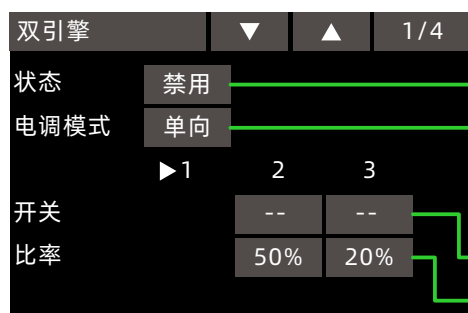 双引擎 ▼ ▲ 1/4
状态 禁用
电调模式 单向
▶1 2 3
开关 -- --
比率 50% 20%